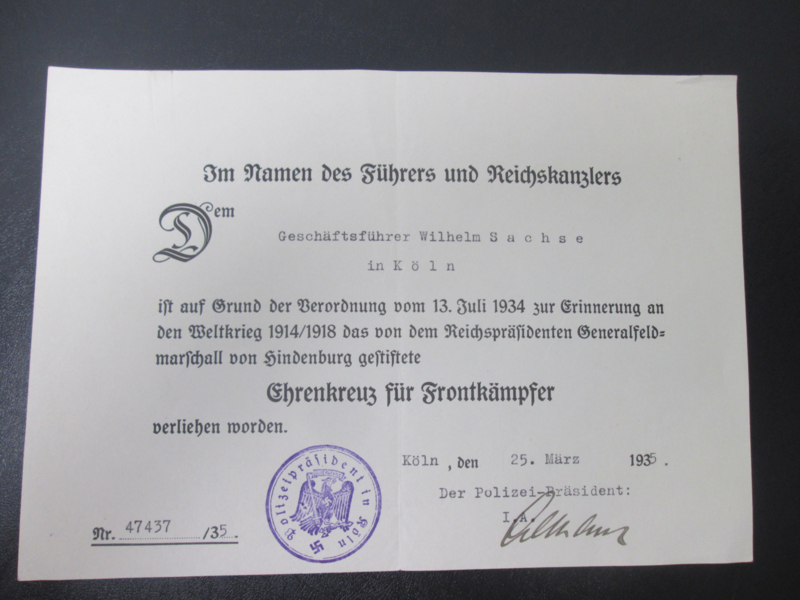 Im Namen des Führers und Reichskanzlers
Dem
Geschäftsführer Wilhelm S a c h s e
in K ö l n
ist auf Grund der Verordnung vom 13. Juli 1934 zur Erinnerung an
den Weltkrieg 1914/1918 das von dem Reichspräsidenten Generalfeld-
marschall von Hindenburg gestiftete
Ehrenkreuz für Frontkämpfer
verliehen worden.
Köln, den 25. März 1935.
Der Polizei-Präsident:
I.A.
Nr. 47437 /35.
Polizeipräsident in Köln